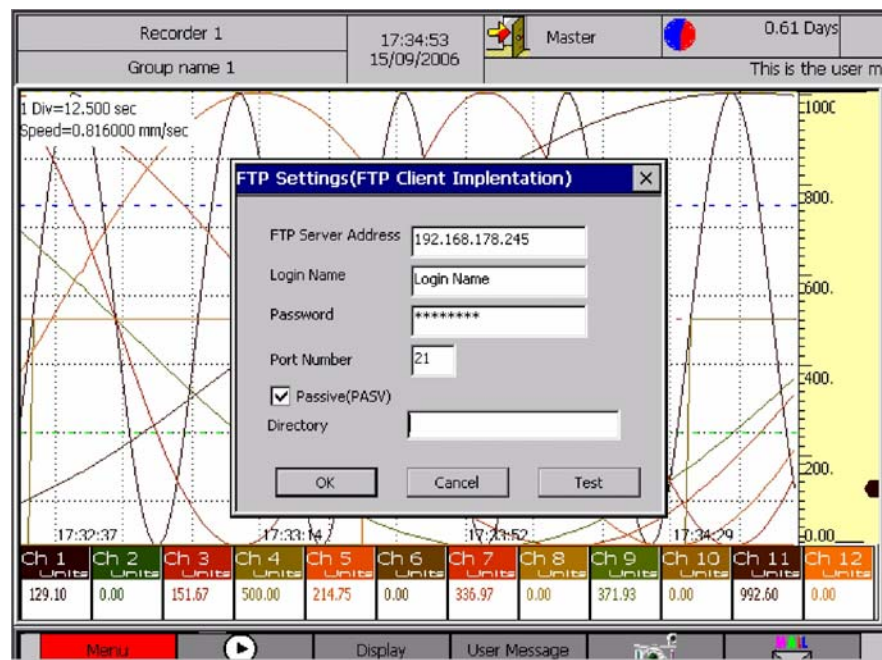 Recorder 1
17:34:53
Master
0.61 Days
Group name 1
15/09/2006
This is the user m
1 Div=12.500 sec
Speed=0.816000 mm/sec
FTP Settings(FTP Client Implentation)
FTP Server Address 192.168.178.245
Login Name Login Name
Password ********
Port Number 21
Passive(PASV)
Directory
OK Cancel Test
800.
600.
400.
200.
0.00
17:32:37 17:33:14 17:33:52 17:34:29
Ch 1 Ch 2 Ch 3 Ch 4 Ch 5 Ch 6 Ch 7 Ch 8 Ch 9 Ch 10 Ch 11 Ch 12
Units Units Units Units Units Units Units Units Units Units Units Units
129.10 0.00 151.67 500.00 214.75 0.00 336.97 0.00 371.93 0.00 992.60 0.00
Menu Display User Message MAIL